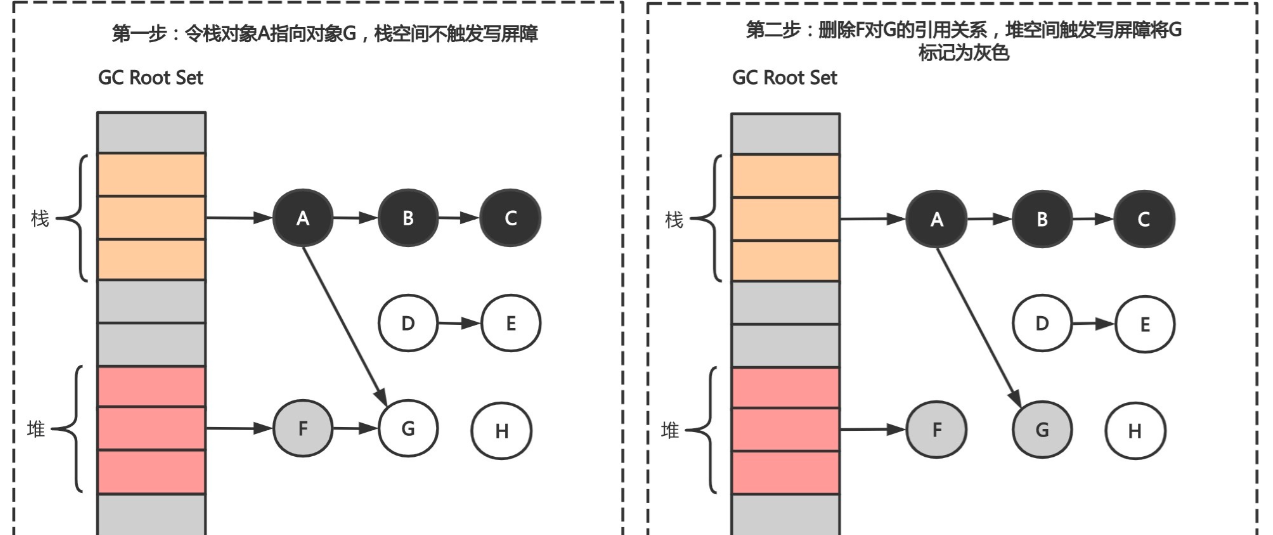 第一步：令栈对象A指向对象G，栈空间不触发写屏障
GC Root Set
栈
A
B
C
D
E
堆
F
G
H
第二步：删除F对G的引用关系，堆空间触发写屏障将G
标记为灰色
GC Root Set
栈
A
B
C
D
E
堆
F
G
H